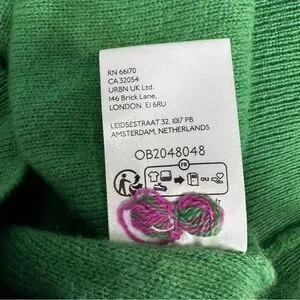 RN 66170
CA 32054
URBN UK Ltd.
146 Brick Lane,
LONDON, E1 6RU
LEIDSESTRAAT 32, 1017 PB
AMSTERDAM, NETHERLANDS
OB2048048
FR
ou